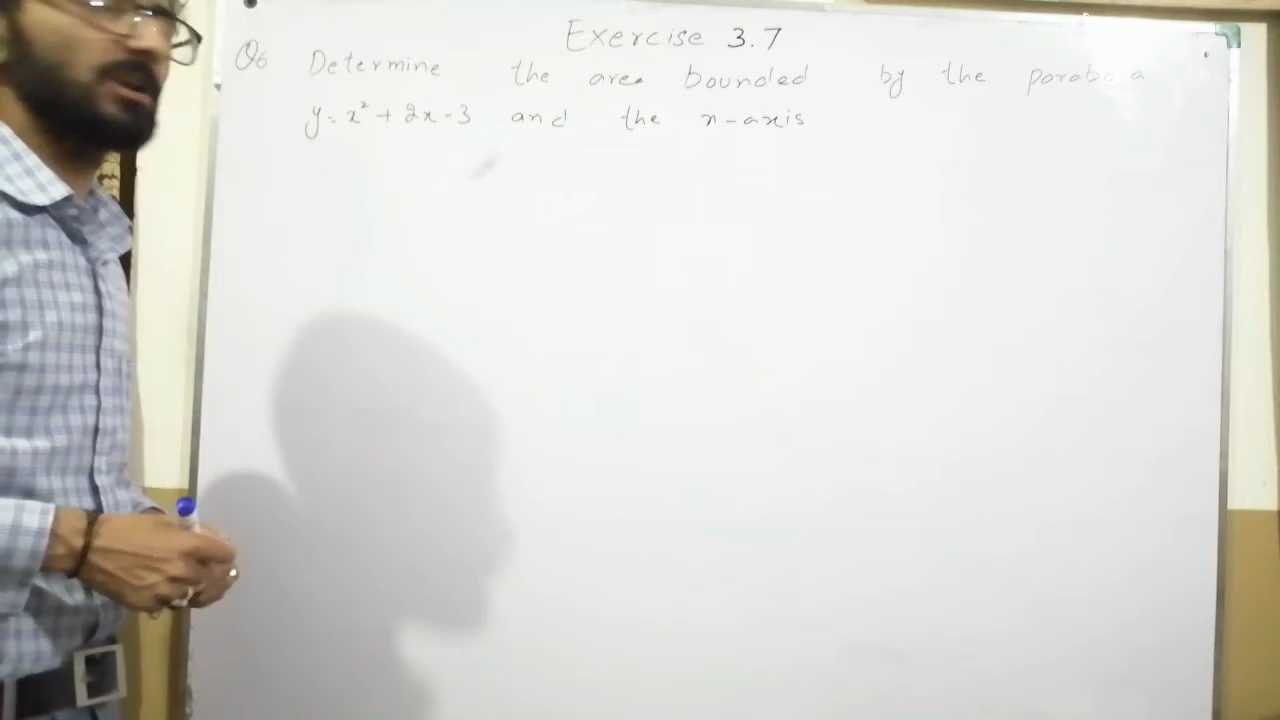 Exercise 3.7
Q6 Determine the area bounded by the parabola
y = x² + 2x - 3 and the x-axis